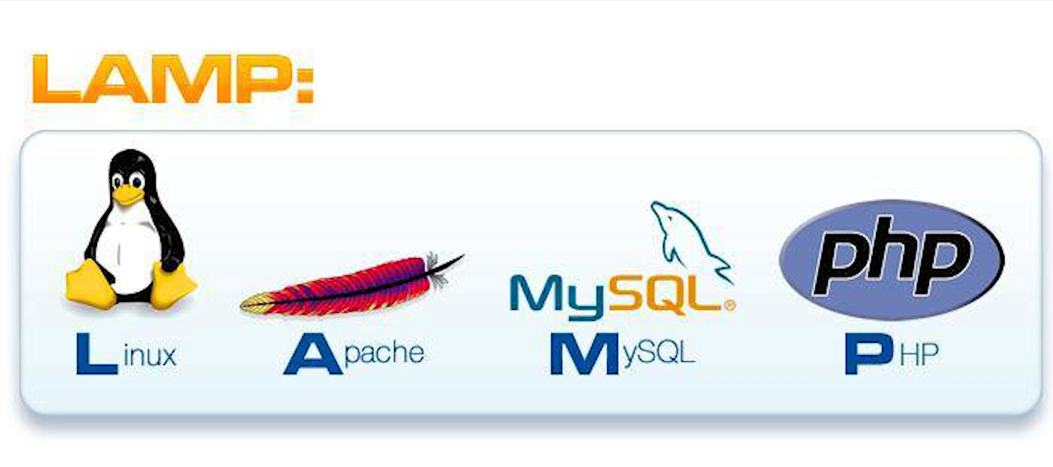 LAMP:
MySQL®
php
Linux
Apache
MySQL
PHP